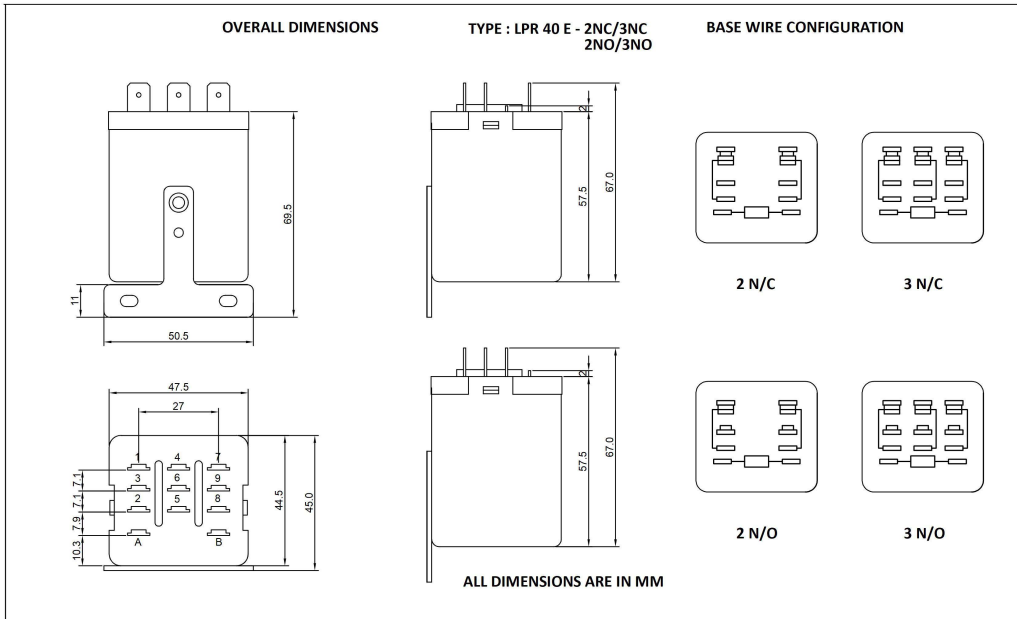 OVERALL DIMENSIONS
TYPE : LPR 40 E - 2NC/3NC
2NO/3NO
BASE WIRE CONFIGURATION
69.5
11
50.5
2
57.5
67.0
2 N/C
3 N/C
47.5
27
1 4 7
3 6 9
2 5 8
A B
7.1
7.1
7.9
10.3
44.5
45.0
2
57.5
67.0
2 N/O
3 N/O
ALL DIMENSIONS ARE IN MM